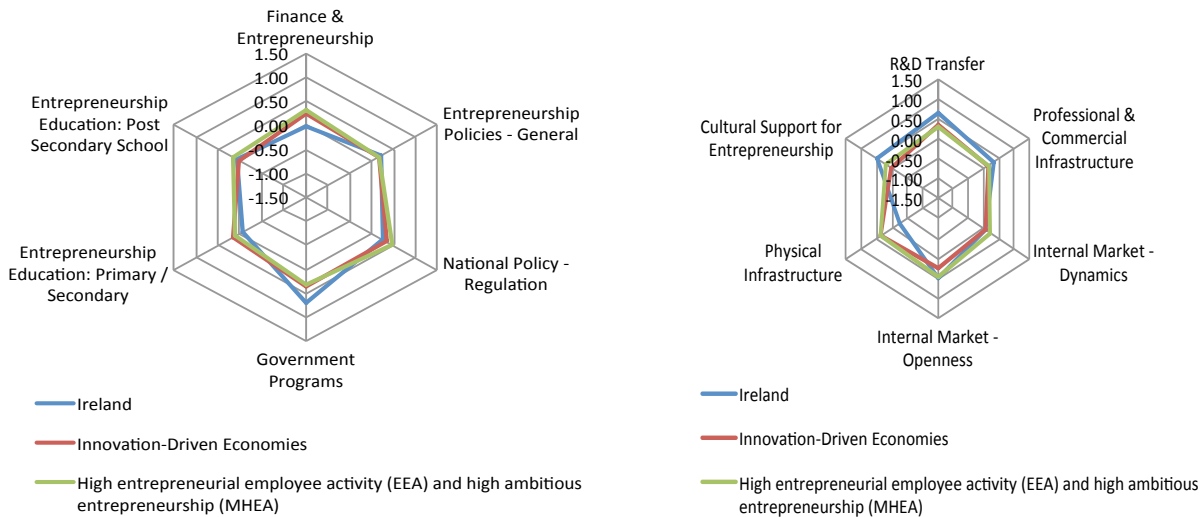 Finance &
Entrepreneurship
1.50
1.00
0.50
0.00
-0.50
-1.00
-1.50
Entrepreneurship
Policies - General
National Policy -
Regulation
Government
Programs
Entrepreneurship
Education: Primary /
Secondary
Entrepreneurship
Education: Post
Secondary School
Ireland
Innovation-Driven Economies
High entrepreneurial employee activity (EEA) and high ambitious
entrepreneurship (MHEA)
R&D Transfer
1.50
1.00
0.50
0.00
-0.50
-1.00
-1.50
Professional &
Commercial
Infrastructure
Internal Market -
Dynamics
Internal Market -
Openness
Physical
Infrastructure
Cultural Support for
Entrepreneurship
Ireland
Innovation-Driven Economies
High entrepreneurial employee activity (EEA) and high ambitious
entrepreneurship (MHEA)